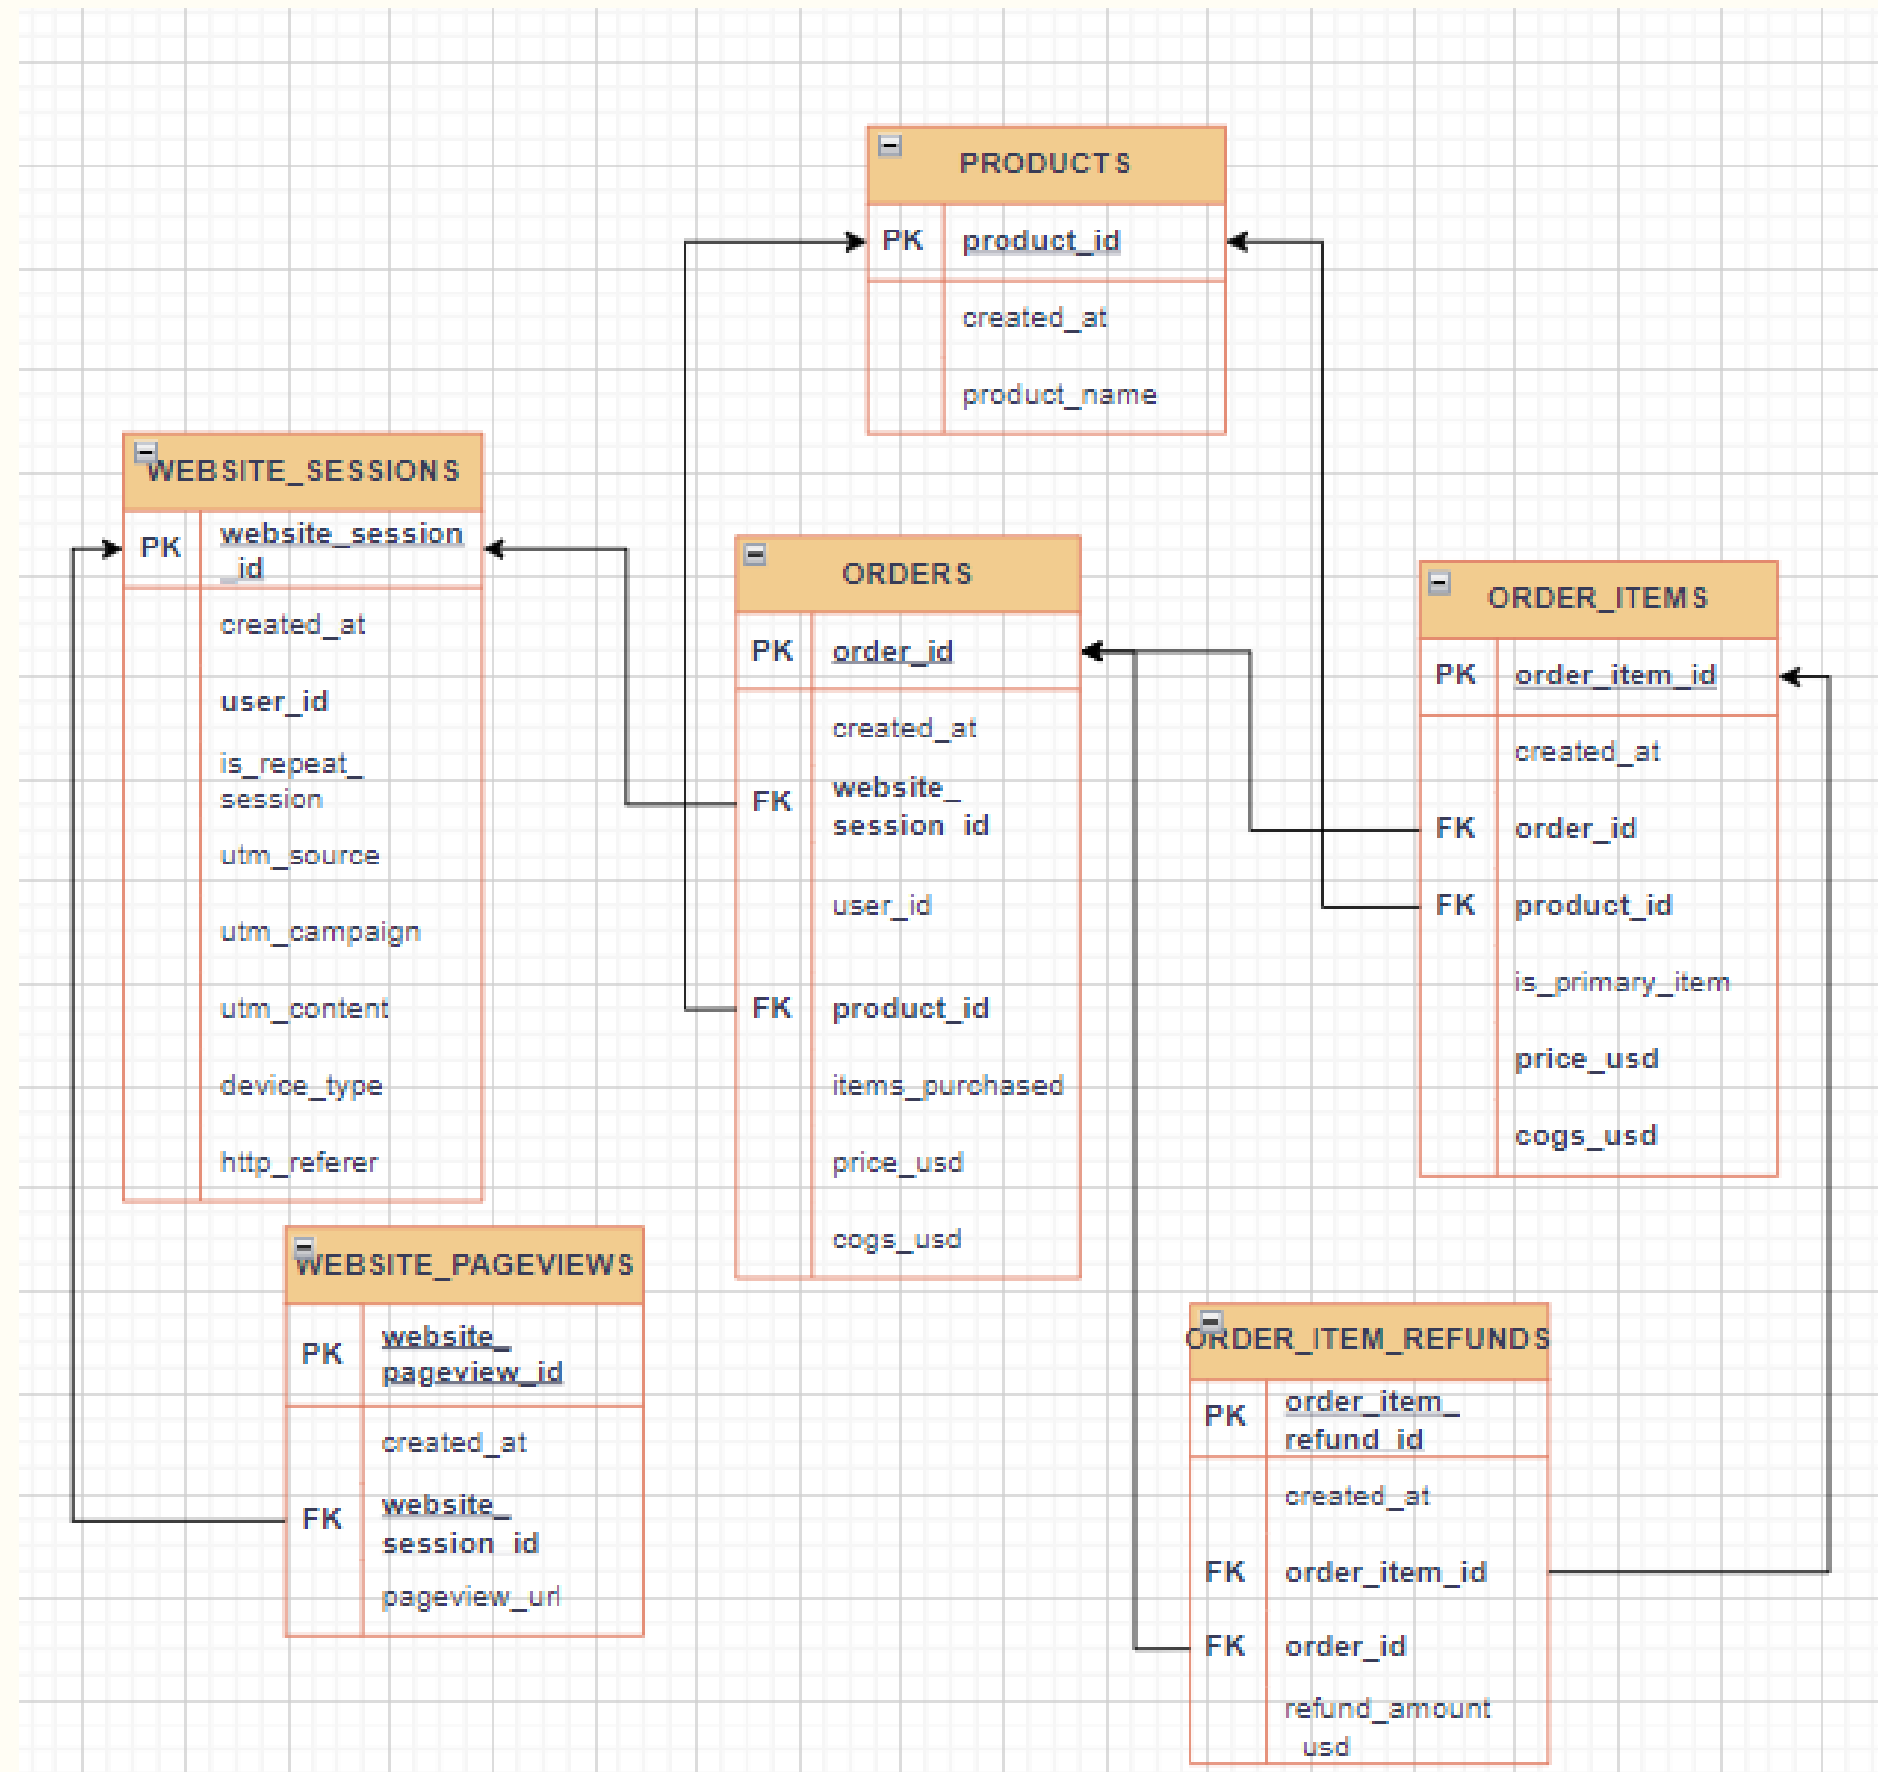 PRODUCTS
PK product_id
created_at
product_name
WEBSITE_SESSIONS
PK website_session
_id
created_at
user_id
is_repeat_
session
utm_source
utm_campaign
utm_content
device_type
http_referer
ORDERS
PK order_id
created_at
FK website_
session_id
user_id
FK product_id
items_purchased
price_usd
cogs_usd
ORDER_ITEMS
PK order_item_id
created_at
FK order_id
FK product_id
is_primary_item
price_usd
cogs_usd
WEBSITE_PAGEVIEWS
PK website_
pageview_id
created_at
FK website_
session_id
pageview_url
ORDER_ITEM_REFUNDS
PK order_item_
refund_id
created_at
FK order_item_id
FK order_id
refund_amount
_usd